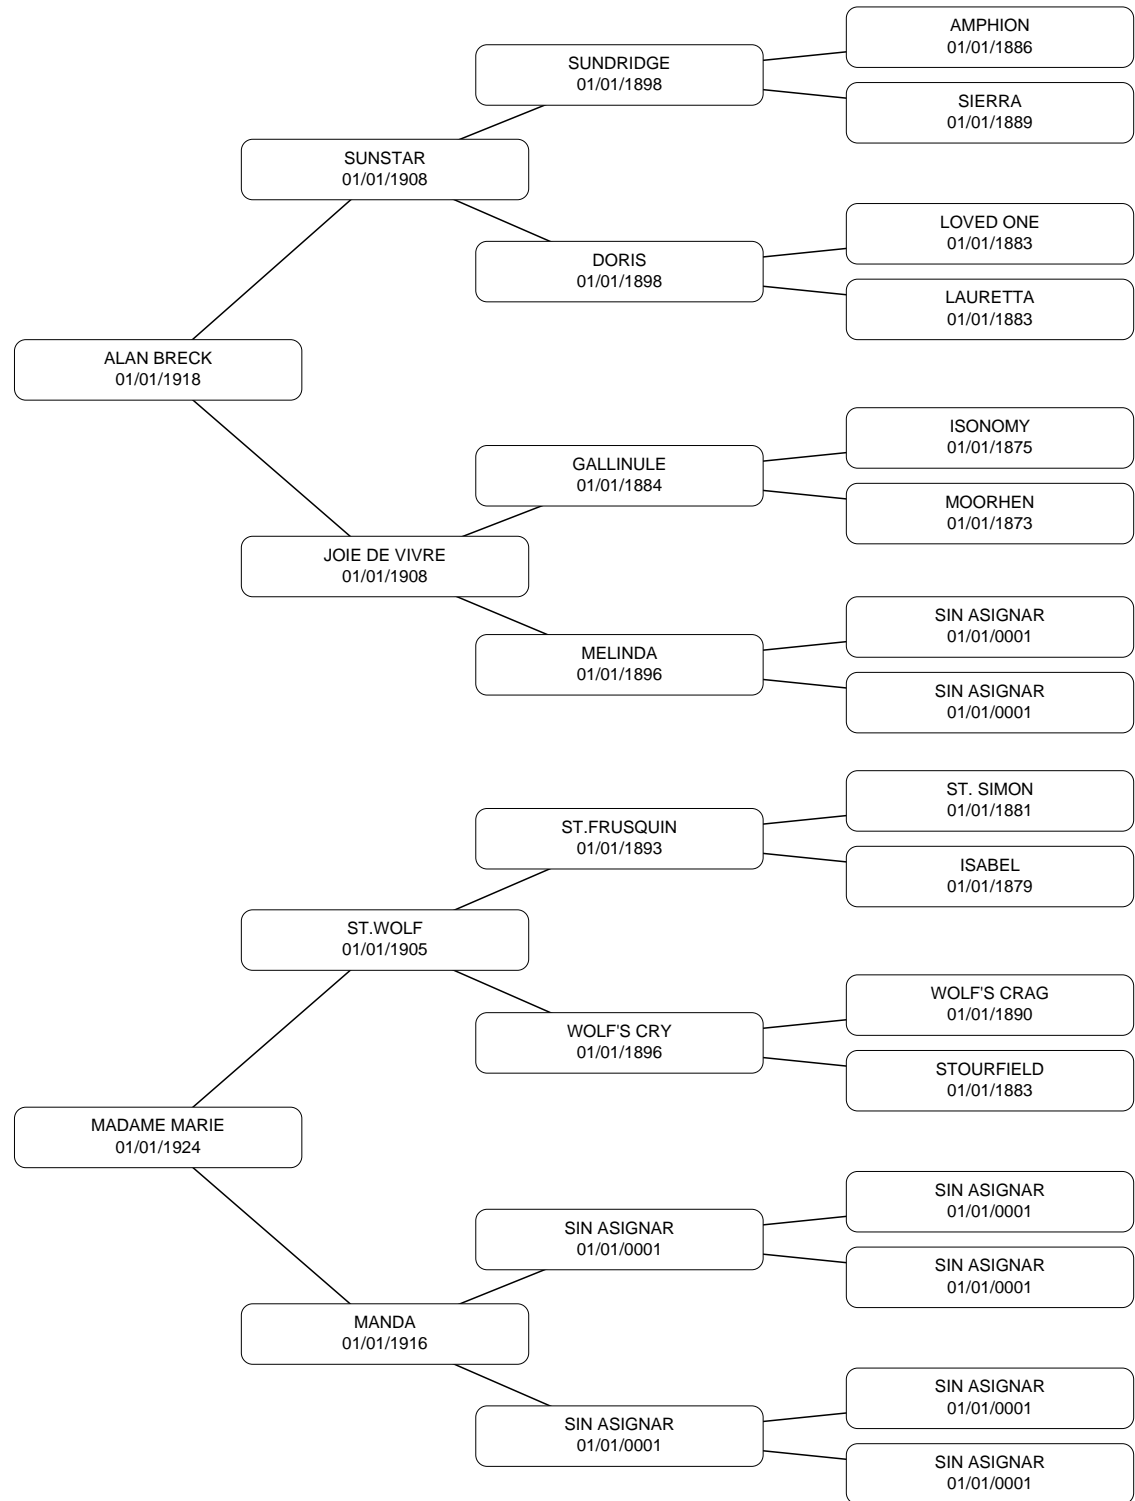 AMPHION
01/01/1886
SUNDRIDGE
01/01/1898
SIERRA
01/01/1889
SUNSTAR
01/01/1908
LOVED ONE
01/01/1883
DORIS
01/01/1898
LAURETTA
01/01/1883
ALAN BRECK
01/01/1918
ISONOMY
01/01/1875
GALLINULE
01/01/1884
MOORHEN
01/01/1873
JOIE DE VIVRE
01/01/1908
SIN ASIGNAR
01/01/0001
MELINDA
01/01/1896
SIN ASIGNAR
01/01/0001
ST. SIMON
01/01/1881
ST.FRUSQUIN
01/01/1893
ISABEL
01/01/1879
ST.WOLF
01/01/1905
WOLF'S CRAG
01/01/1890
WOLF'S CRY
01/01/1896
STOURFIELD
01/01/1883
MADAME MARIE
01/01/1924
SIN ASIGNAR
01/01/0001
SIN ASIGNAR
01/01/0001
SIN ASIGNAR
01/01/0001
MANDA
01/01/1916
SIN ASIGNAR
01/01/0001
SIN ASIGNAR
01/01/0001
SIN ASIGNAR
01/01/0001